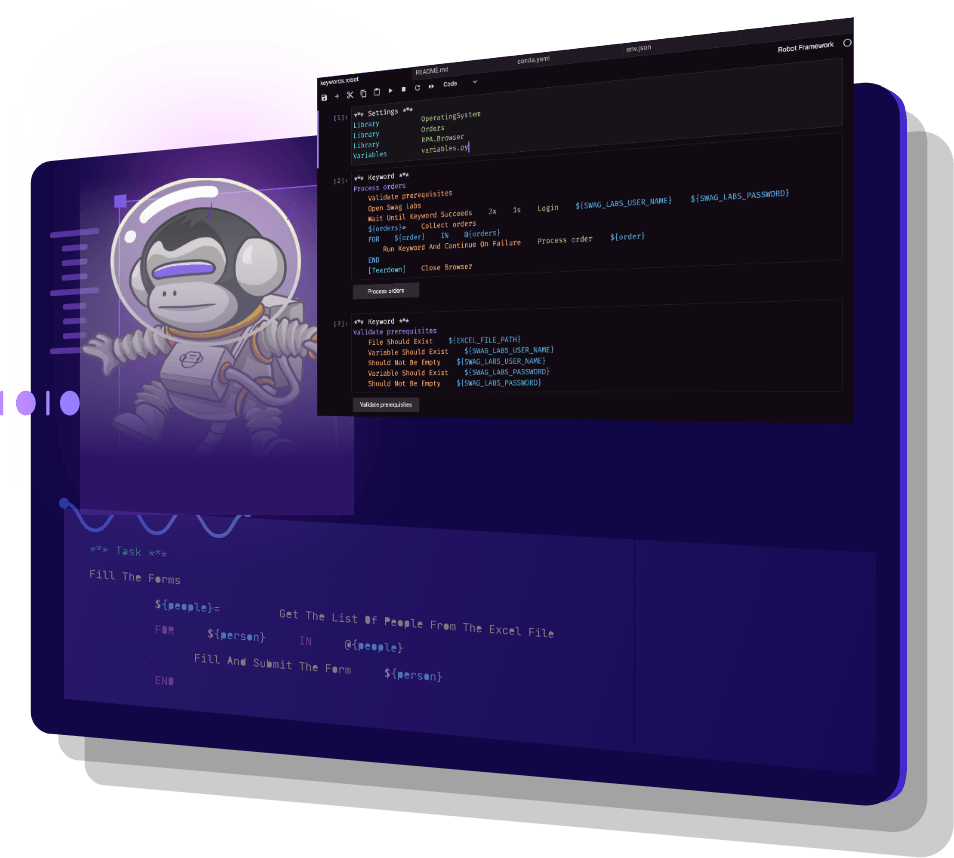 keywords.robot README.md conda.yaml env.json
Code Robot Framework
[1]: *** Settings ***
Library OperatingSystem
Library Orders
Library RPA.Browser
Variables variables.py
[2]: *** Keyword ***
Process orders
Validate prerequisites
Open Swag Labs
Wait Until Keyword Succeeds 3x 1s Login ${SWAG_LABS_USER_NAME} ${SWAG_LABS_PASSWORD}
${orders}= Collect orders
FOR ${order} IN @{orders}
Run Keyword And Continue On Failure Process order ${order}
END
[Teardown] Close Browser
Process orders
[3]: *** Keyword ***
Validate prerequisites
File Should Exist ${EXCEL_FILE_PATH}
Variable Should Exist ${SWAG_LABS_USER_NAME}
Should Not Be Empty ${SWAG_LABS_USER_NAME}
Variable Should Exist ${SWAG_LABS_PASSWORD}
Should Not Be Empty ${SWAG_LABS_PASSWORD}
Validate prerequisites
*** Task ***
Fill The Forms
${people}= Get The List Of People From The Excel File
FOR ${person} IN @{people}
Fill And Submit The Form ${person}
END